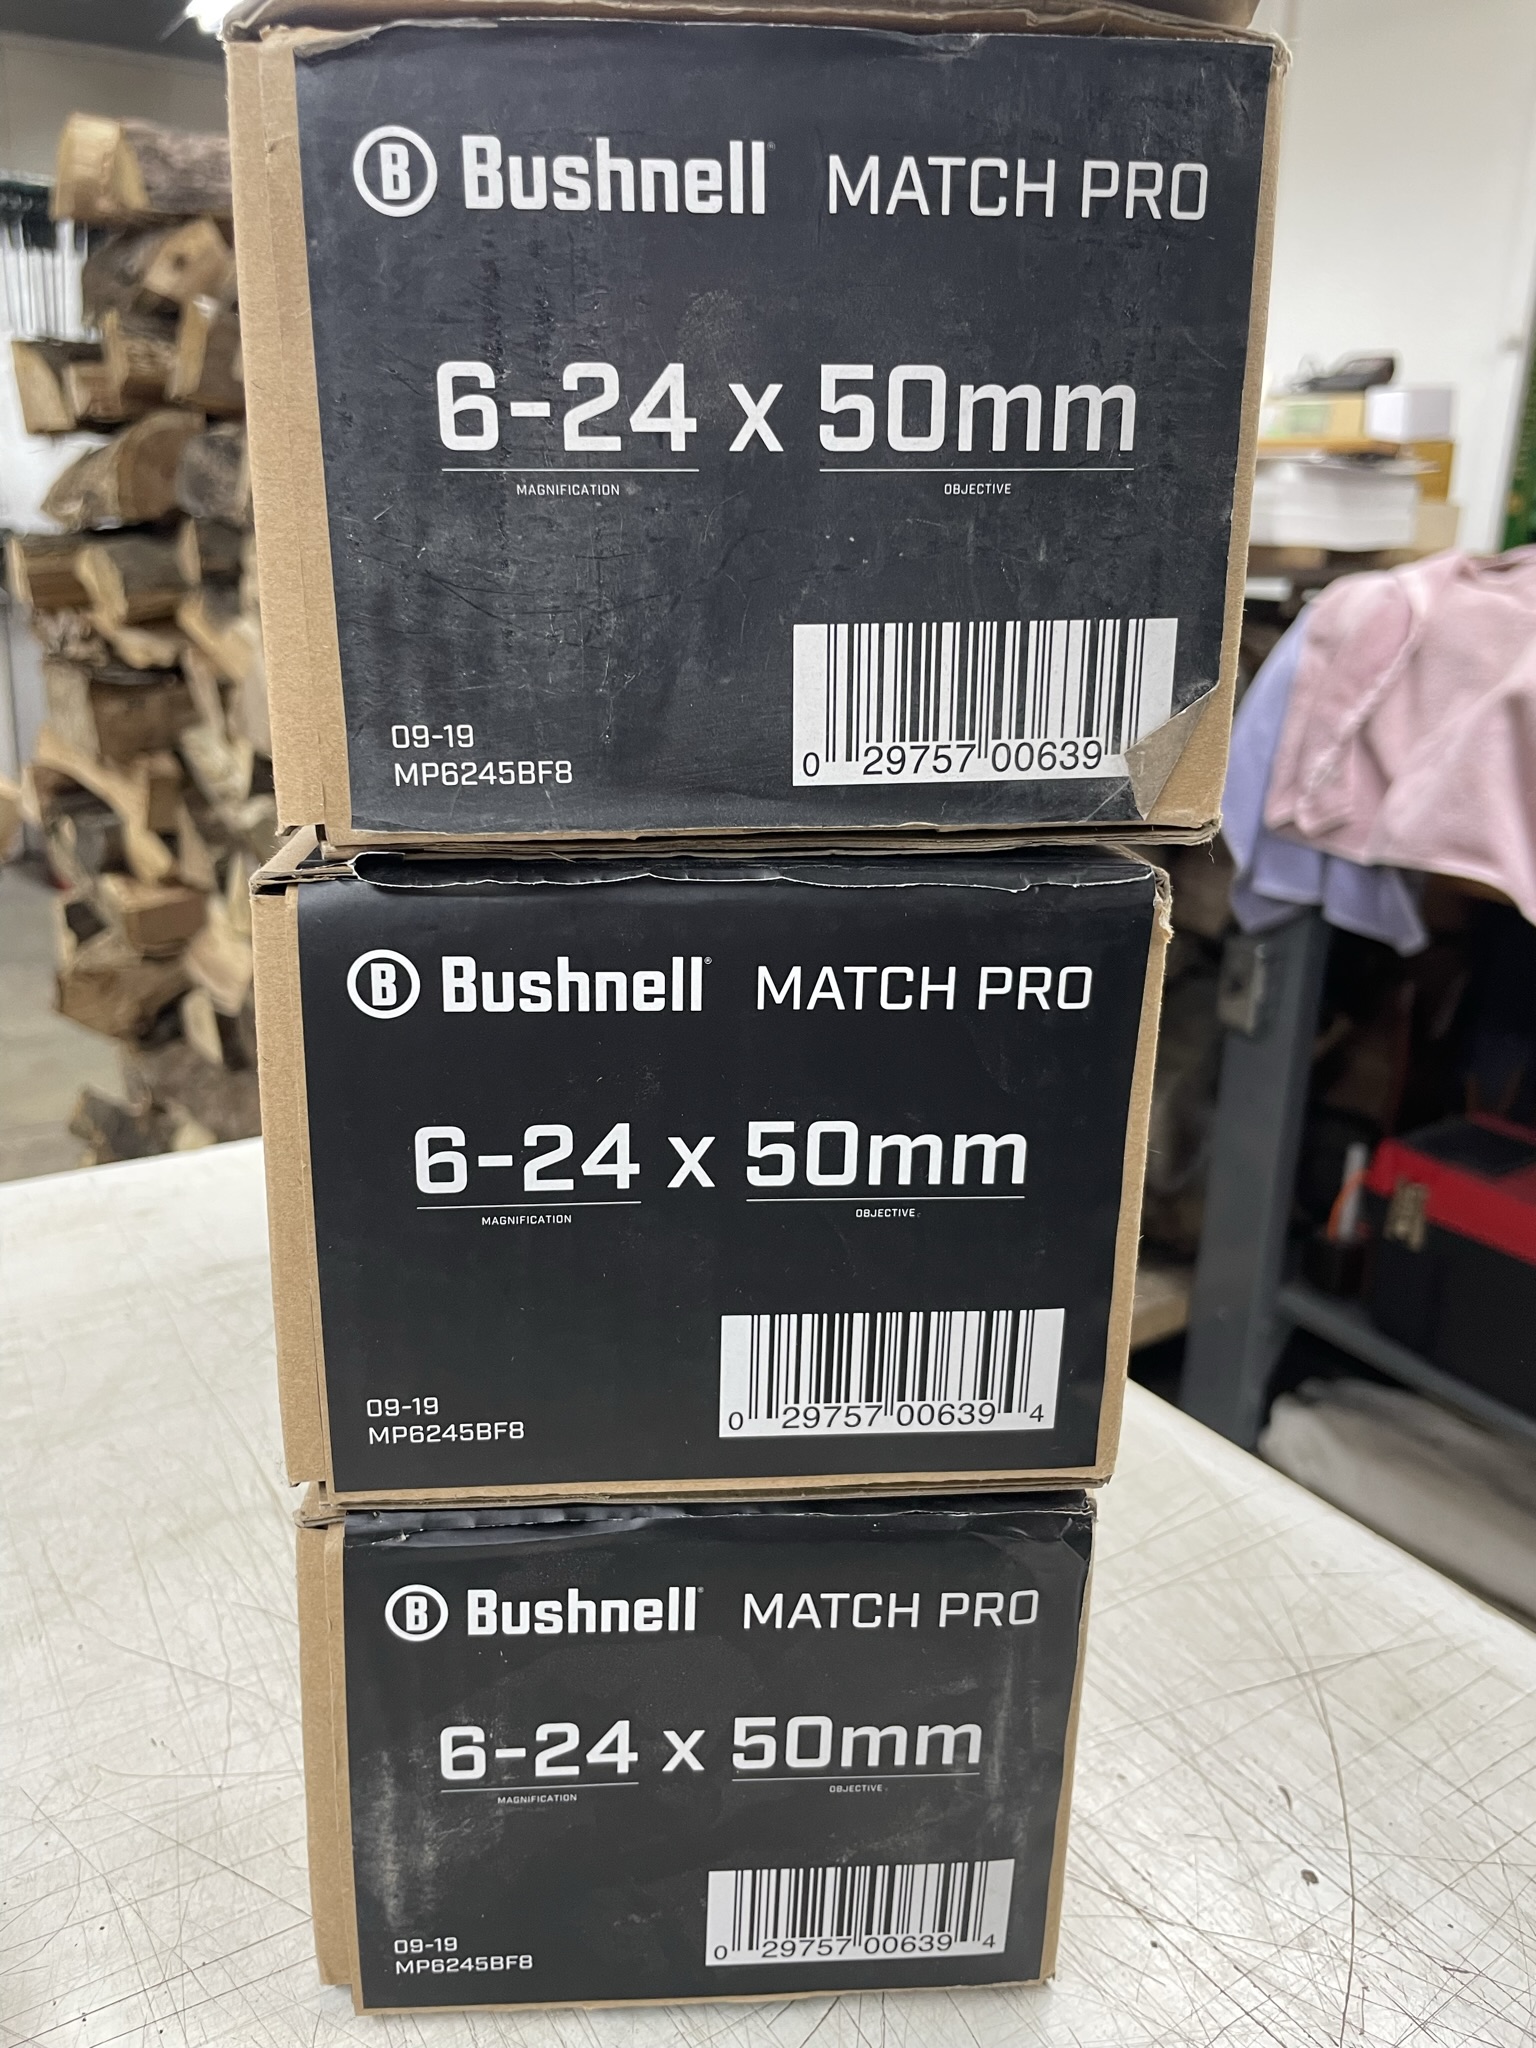 B Bushnell® MATCH PRO
6-24 x 50mm
MAGNIFICATION OBJECTIVE
09-19
MP6245BF8
0 29757 00639
B Bushnell® MATCH PRO
6-24 x 50mm
MAGNIFICATION OBJECTIVE
09-19
MP6245BF8
0 29757 00639 4
B Bushnell® MATCH PRO
6-24 x 50mm
MAGNIFICATION OBJECTIVE
09-19
MP6245BF8
0 29757 00639 4